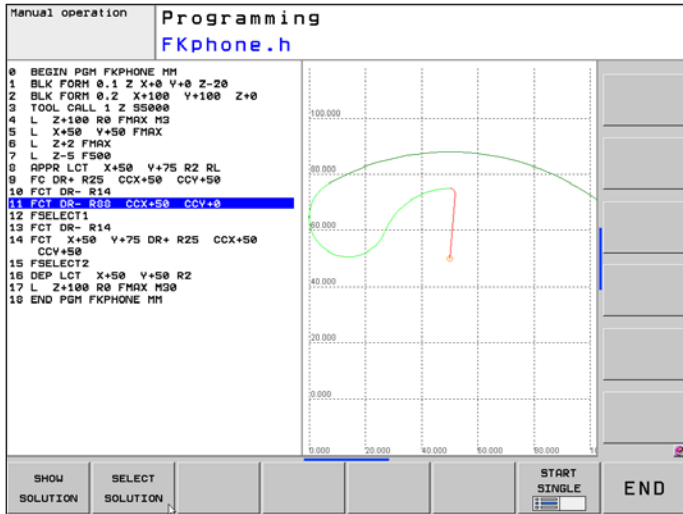 Manual operation
Programming
FKphone.h
0 BEGIN PGM FKPHONE MM
1 BLK FORM 0.1 Z X+0 Y+0 Z-20
2 BLK FORM 0.2 X+100 Y+100 Z+0
3 TOOL CALL 1 Z S5000
4 L Z+100 R0 FMAX M3
5 L X+50 Y+50 FMAX
6 L Z+2 FMAX
7 L Z-5 F500
8 APPR LCT X+50 Y+75 R2 RL
9 FC DR+ R25 CCX+50 CCY+50
10 FCT DR- R14
11 FCT DR- R88 CCX+50 CCY+0
12 FSELECT1
13 FCT DR- R14
14 FCT X+50 Y+75 DR+ R25 CCX+50
CCY+50
15 FSELECT2
16 DEP LCT X+50 Y+50 R2
17 L Z+100 R0 FMAX M30
18 END PGM FKPHONE MM
100.000
80.000
60.000
40.000
20.000
0.000
0.000 20.000 40.000 60.000 80.000 10
SHOW
SOLUTION
SELECT
SOLUTION
START
SINGLE
END